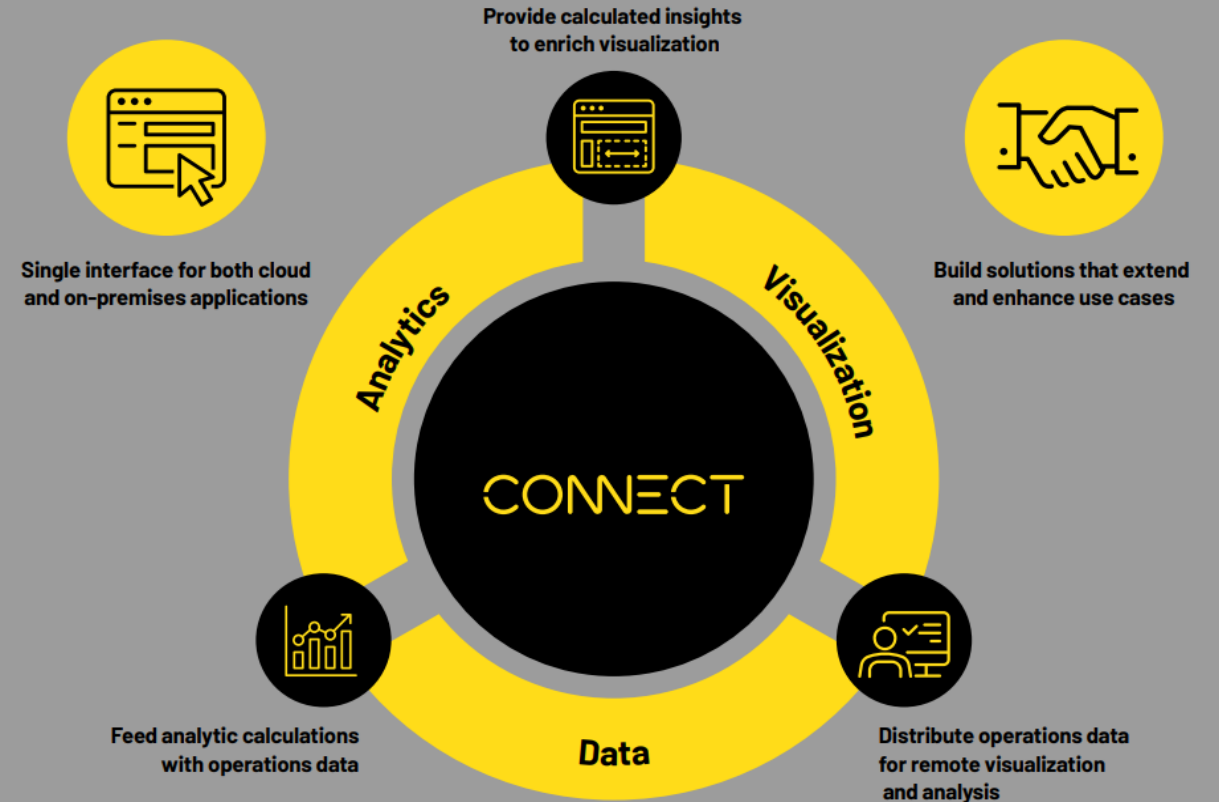 Provide calculated insights
to enrich visualization
Single interface for both cloud
and on-premises applications
Build solutions that extend
and enhance use cases
Analytics
Visualization
CONNECT
Data
Feed analytic calculations
with operations data
Distribute operations data
for remote visualization
and analysis